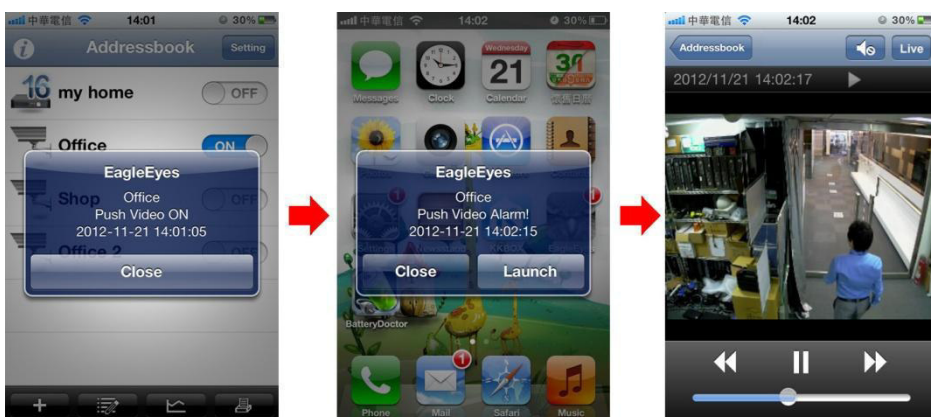 中華電信
14:01
30%
Addressbook
Setting
16
my home
OFF
Office
ON
EagleEyes
Office
Push Video ON
2012-11-21 14:01:05
Close
Shop
OFF
Office 2
OFF
中華電信
14:02
30%
Wednesday
21
Messages
Clock
Calendar
EagleEyes
Office
Push Video Alarm!
2012-11-21 14:02:15
Close
Launch
1
BatteryDoctor
1
Phone
Mail
Safari
Music
中華電信
14:02
30%
Addressbook
Live
2012/11/21 14:02:17